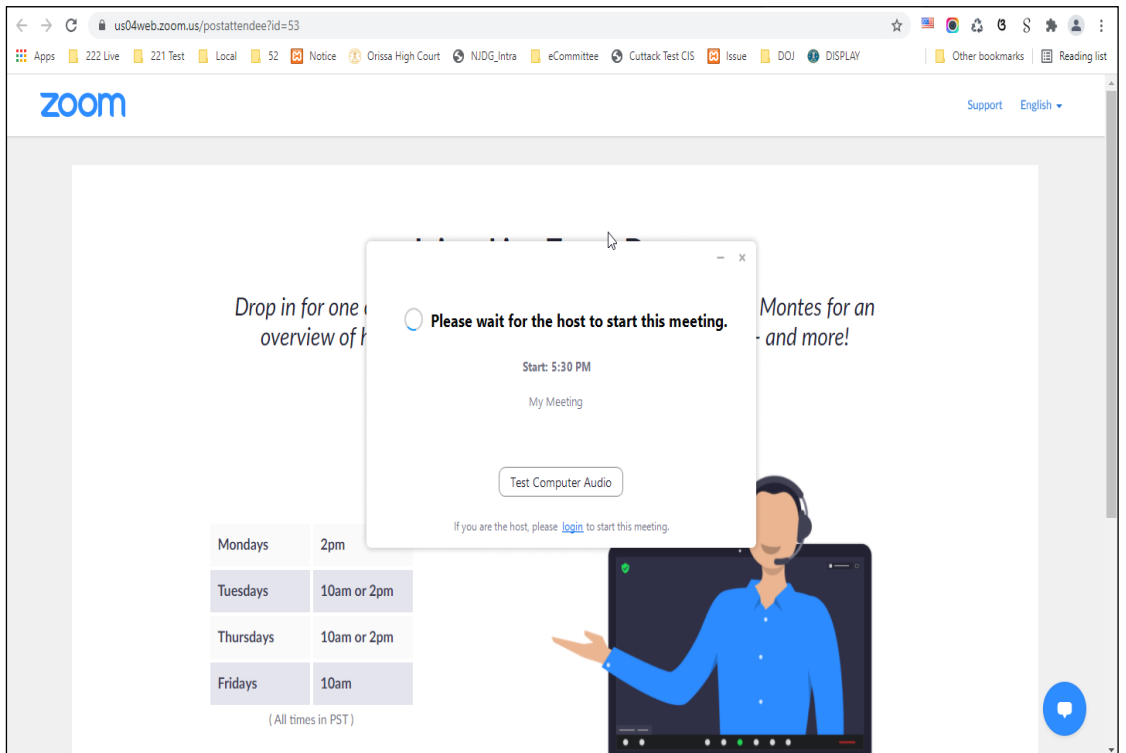 us04web.zoom.us/postattendee?id=53
Apps 222 Live 221 Test Local 52 Notice Orissa High Court NJDG_Intra eCommittee Cuttack Test CIS Issue DOJ DISPLAY Other bookmarks Reading list
zoom
Support English
Please wait for the host to start this meeting.
Start: 5:30 PM
My Meeting
Test Computer Audio
If you are the host, please login to start this meeting.
Drop in for one Montes for an
overview of and more!
Mondays 2pm
Tuesdays 10am or 2pm
Thursdays 10am or 2pm
Fridays 10am
( All times in PST )